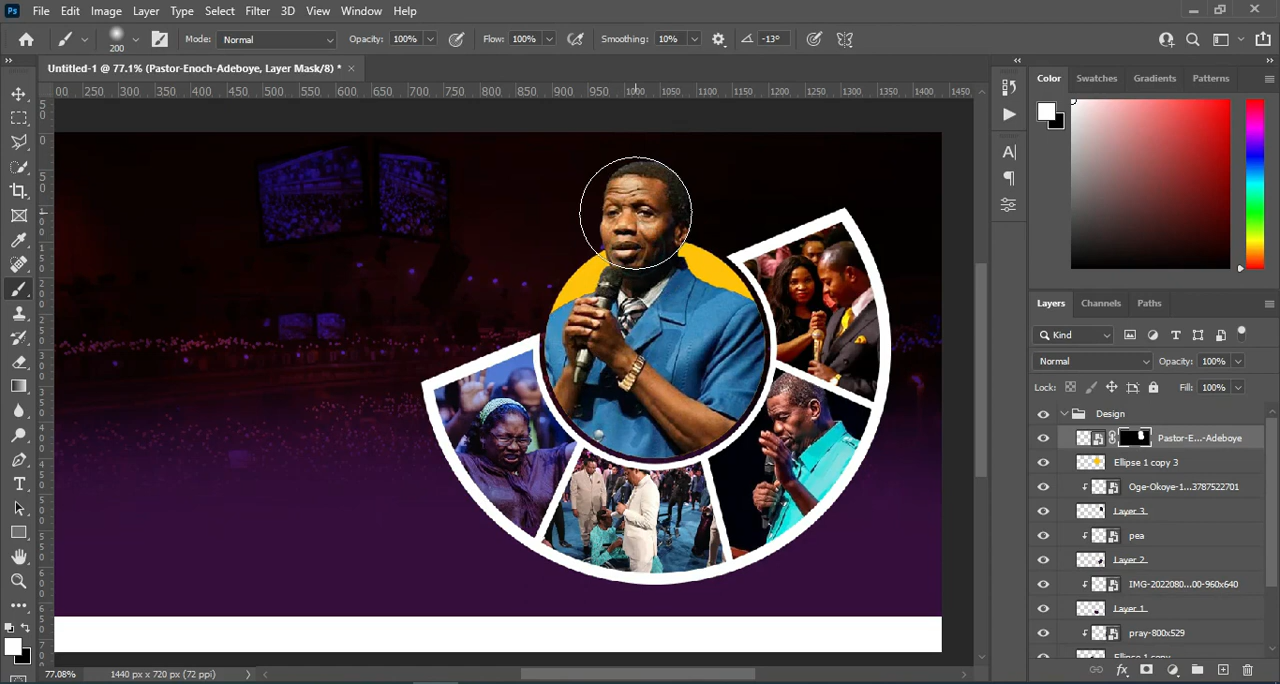 Ps File Edit Image Layer Type Select Filter 3D View Window Help
200 Mode: Normal Opacity: 100% Flow: 100% Smoothing: 10% -13°
Untitled-1 @ 77.1% (Pastor-Enoch-Adeboye, Layer Mask/8) * ×
00 250 300 350 400 450 500 550 600 650 700 750 800 850 900 950 1000 1050 1100 1150 1200 1250 1300 1350 1400 1450
Color Swatches Gradients Patterns
Layers Channels Paths
Kind
Normal Opacity: 100%
Lock: Fill: 100%
Design
Pastor-E...-Adeboye
Ellipse 1 copy 3
Oge-Okoye-1...3787522701
Layer 3
pea
Layer 2
IMG-2022080...00-960x640
Layer 1
pray-800x529
Ellipse 1 copy
77.08% 1440 px x 720 px (72 ppi)